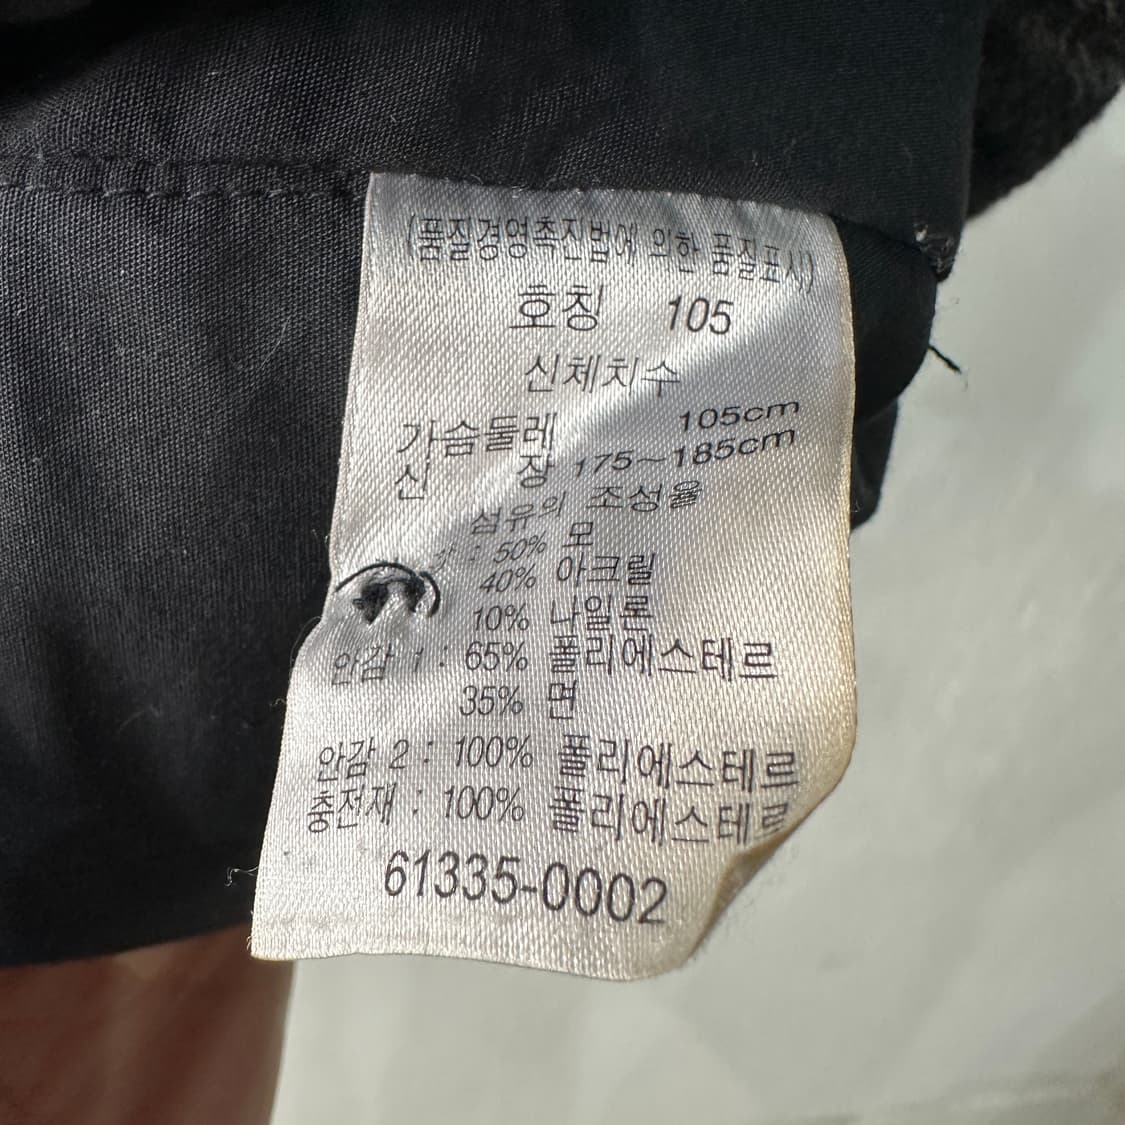 (품질경영촉진법에 의한 품질표시)
호칭 105
신체치수
가슴둘레 105cm
신 장 175~185cm
섬유의 조성율
: 50% 모
40% 아크릴
10% 나일론
안감 1 : 65% 폴리에스테르
35% 면
안감 2 : 100% 폴리에스테르
충전재 : 100% 폴리에스테르
61335-0002